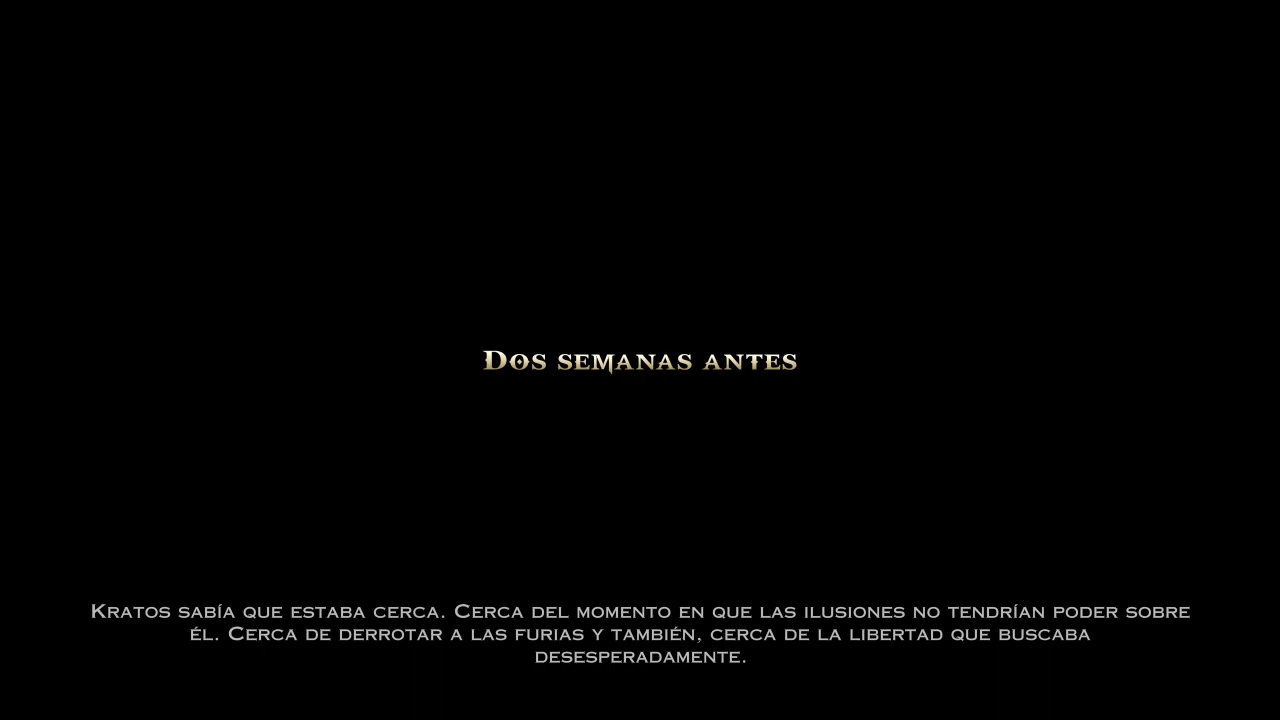 Dos semanas antes
Kratos sabía que estaba cerca. Cerca del momento en que las ilusiones no tendrían poder sobre
él. Cerca de derrotar a las furias y también, cerca de la libertad que buscaba
desesperadamente.